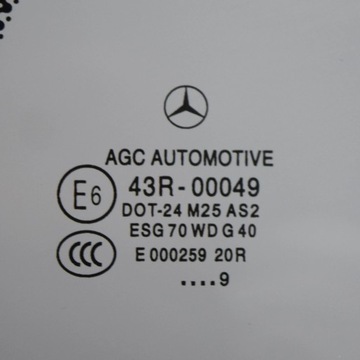 AGC AUTOMOTIVE
E6 43R-00049
DOT-24 M25 AS2
ESG 70 WD G 40
CCC E 000259 20R
....9